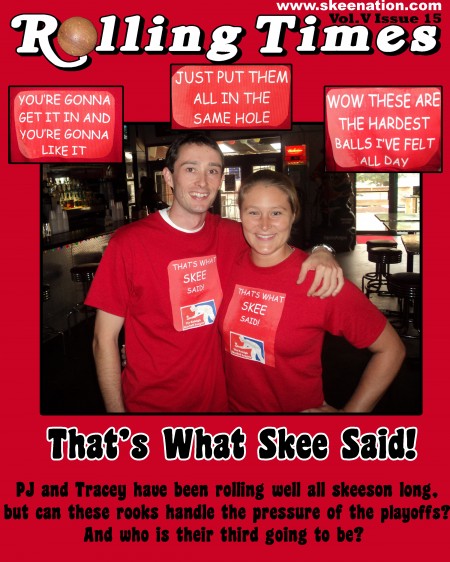 www.skeenation.com
Vol.V Issue 15
Rolling Times
YOU'RE GONNA
GET IT IN AND
YOU'RE GONNA
LIKE IT
JUST PUT THEM
ALL IN THE
SAME HOLE
WOW THESE ARE
THE HARDEST
BALLS I'VE FELT
ALL DAY
THAT'S WHAT
SKEE
SAID!
THAT'S WHAT
SKEE
SAID!
That's What Skee Said!
PJ and Tracey have been rolling well all skeeson long,
but can these rooks handle the pressure of the playoffs?
And who is their third going to be?